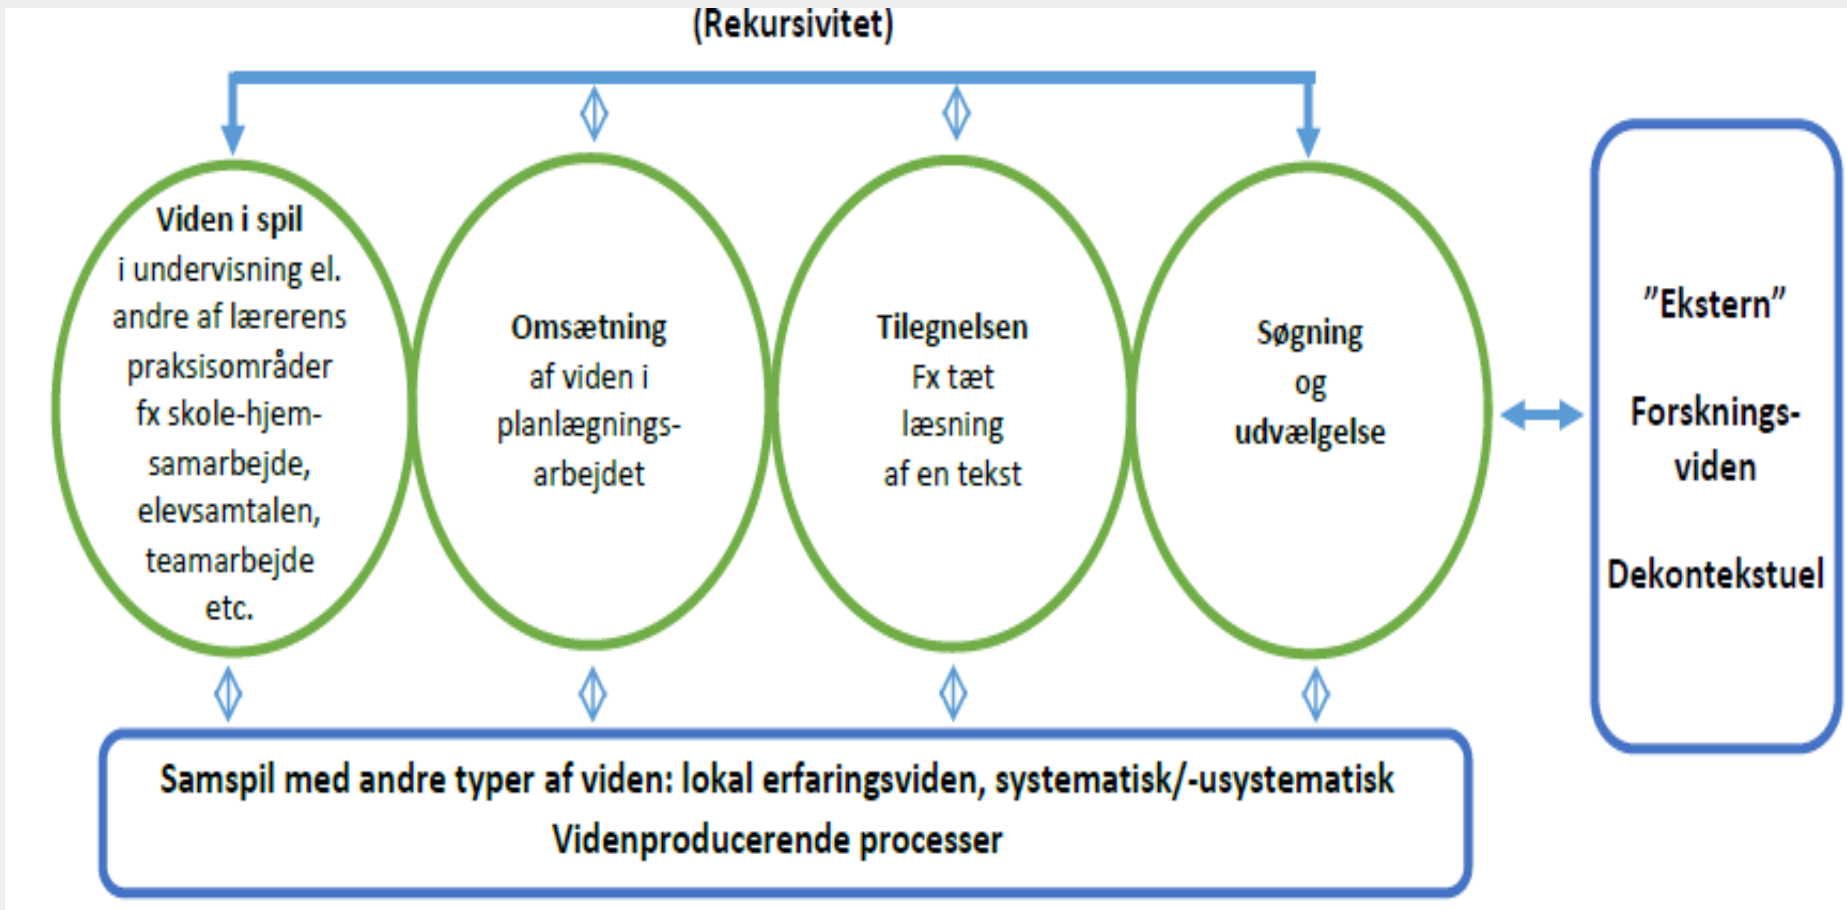 (Rekursivitet)
Viden i spil
i undervisning el.
andre af lærerens
praksisområder
fx skole-hjem-
samarbejde,
elevsamtalen,
teamarbejde
etc.
Omsætning
af viden i
planlægnings-
arbejdet
Tilegnelsen
Fx tæt
læsning
af en tekst
Søgning
og
udvælgelse
”Ekstern”
Forsknings-
viden
Dekontekstuel
Samspil med andre typer af viden: lokal erfaringsviden, systematisk/-usystematisk
Videnproducerende processer